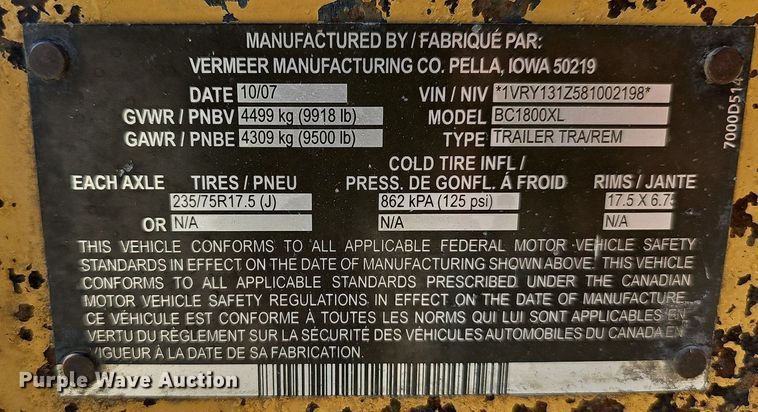 MANUFACTURED BY / FABRIQUÉ PAR:
VERMEER MANUFACTURING CO. PELLA, IOWA 50219
DATE 10/07 VIN / NIV *1VRY131Z581002198*
GVWR / PNBV 4499 kg (9918 lb) MODEL BC1800XL
GAWR / PNBE 4309 kg (9500 lb) TYPE TRAILER TRA/REM
COLD TIRE INFL /
EACH AXLE TIRES / PNEU PRESS. DE GONFL. Á FROID RIMS / JANTE
235/75R17.5 (J) 862 kPa (125 psi) 17.5 X 6.75
OR N/A N/A N/A
THIS VEHICLE CONFORMS TO ALL APPLICABLE FEDERAL MOTOR VEHICLE SAFETY
STANDARDS IN EFFECT ON THE DATE OF MANUFACTURING SHOWN ABOVE. THIS VEHICLE
CONFORMS TO ALL APPLICABLE STANDARDS PRESCRIBED UNDER THE CANADIAN
MOTOR VEHICLE SAFETY REGULATIONS IN EFFECT ON THE DATE OF MANUFACTURE.
CE VÉHICULE EST CONFORME À TOUTES LES NORMS QUI LUI SONT APPLICABLES EN
VERTU DU RÈGLEMENT SUR LA SÉCURITÉ DES VÉHICULES AUTOMOBILES DU CANADA EN
VIGUEUR À LA DATE DE SA FABRICATION.
7000D514
Purple Wave Auction